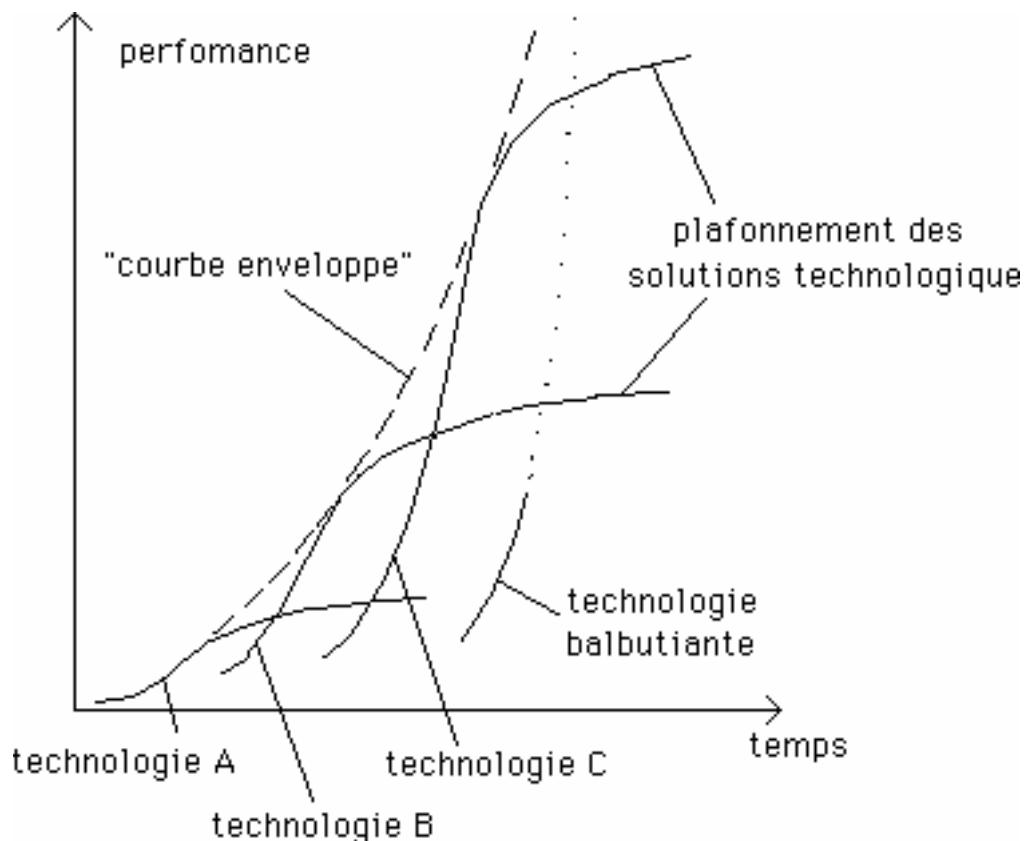 perfomance
"courbe enveloppe"
plafonnement des
solutions technologique
technologie
balbutiante
temps
technologie A
technologie C
technologie B